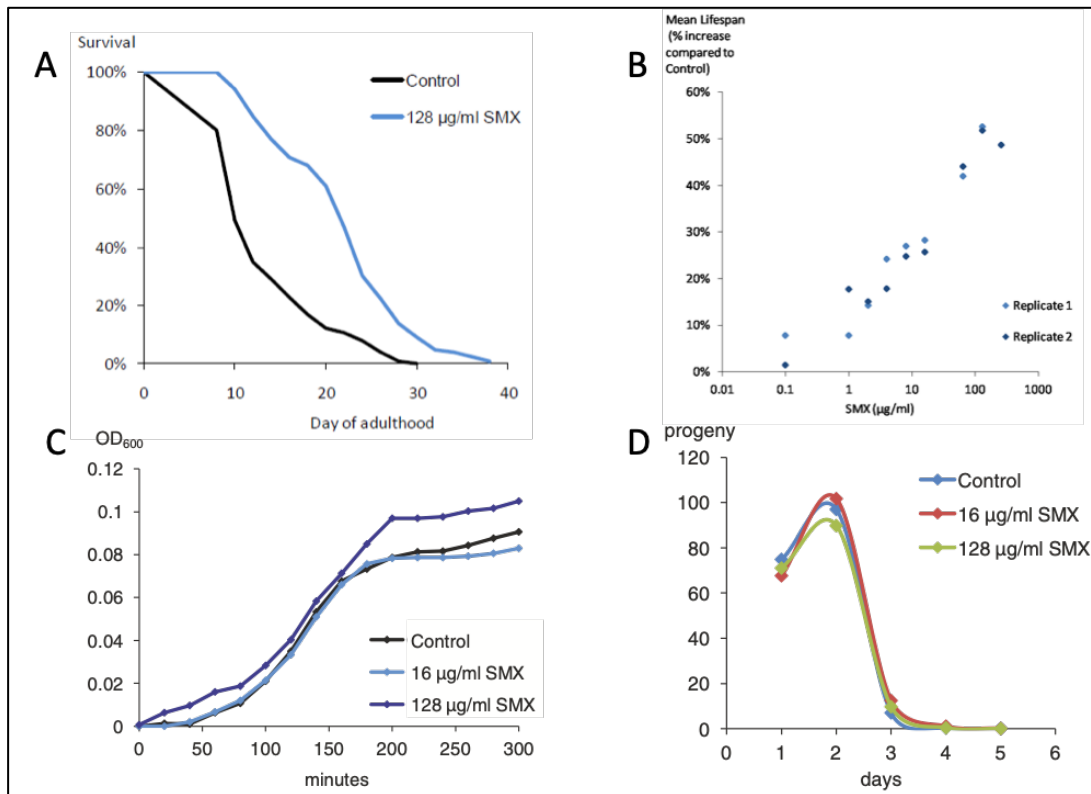 A
Survival
100%
80%
60%
40%
20%
0%
0
10
20
30
40
Day of adulthood
Control
128 µg/ml SMX
B
Mean Lifespan
(% increase
compared to
Control)
60%
50%
40%
30%
20%
10%
0%
0.01
0.1
1
10
100
1000
SMX (µg/ml)
Replicate 1
Replicate 2
C
OD600
0.12
0.1
0.08
0.06
0.04
0.02
0
0
50
100
150
200
250
300
minutes
Control
16 µg/ml SMX
128 µg/ml SMX
D
progeny
120
100
80
60
40
20
0
0
1
2
3
4
5
6
days
Control
16 µg/ml SMX
128 µg/ml SMX